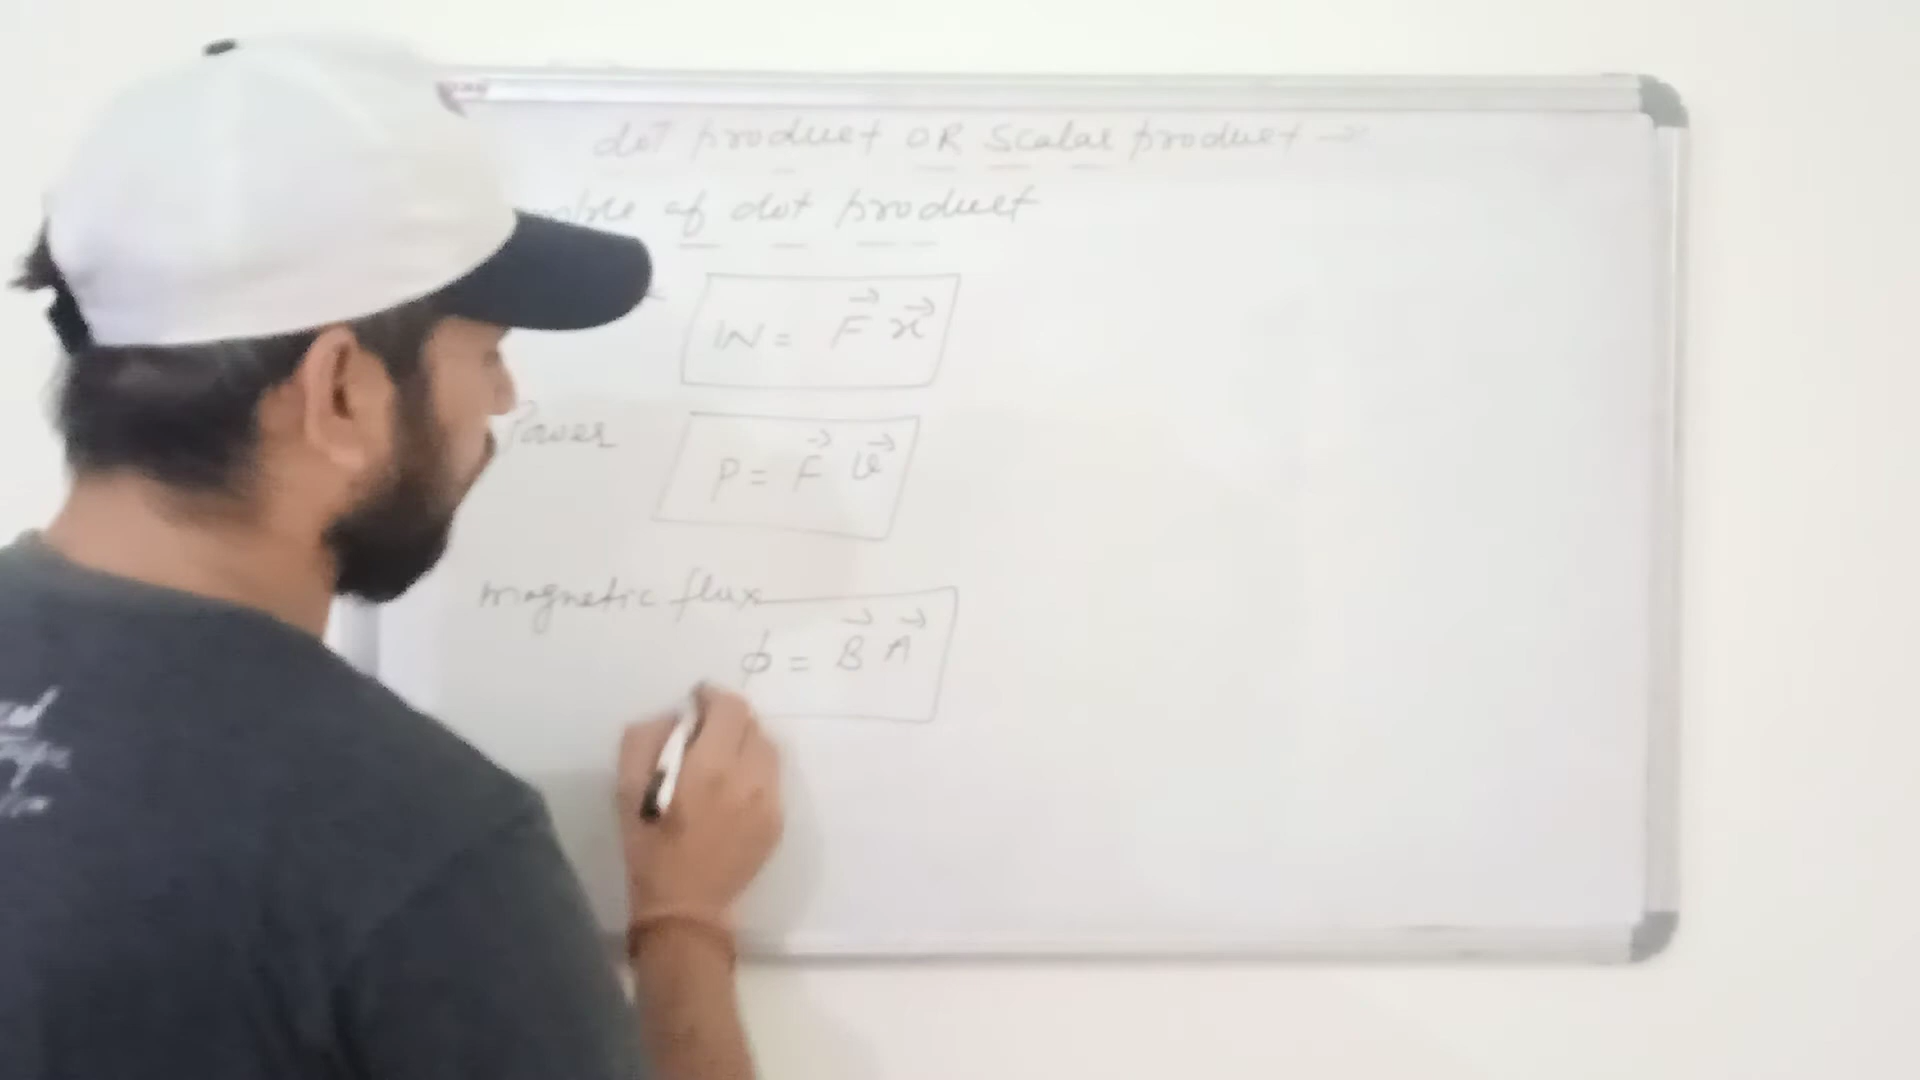 dot product OR Scalar product →
of dot product
W = F⃗ x⃗
Power
P = F⃗ v⃗
magnetic flux
ϕ = B⃗ A⃗